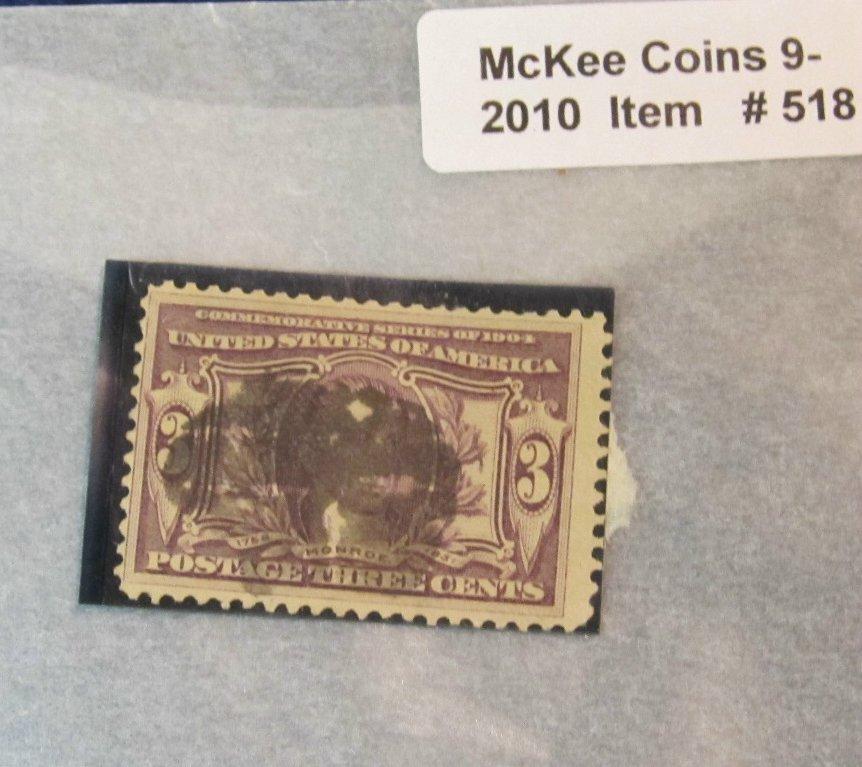 McKee Coins 9-
2010 Item # 518
COMMEMORATIVE SERIES OF 1904
UNITED STATES OF AMERICA
3 3
MONROE
POSTAGE THREE CENTS